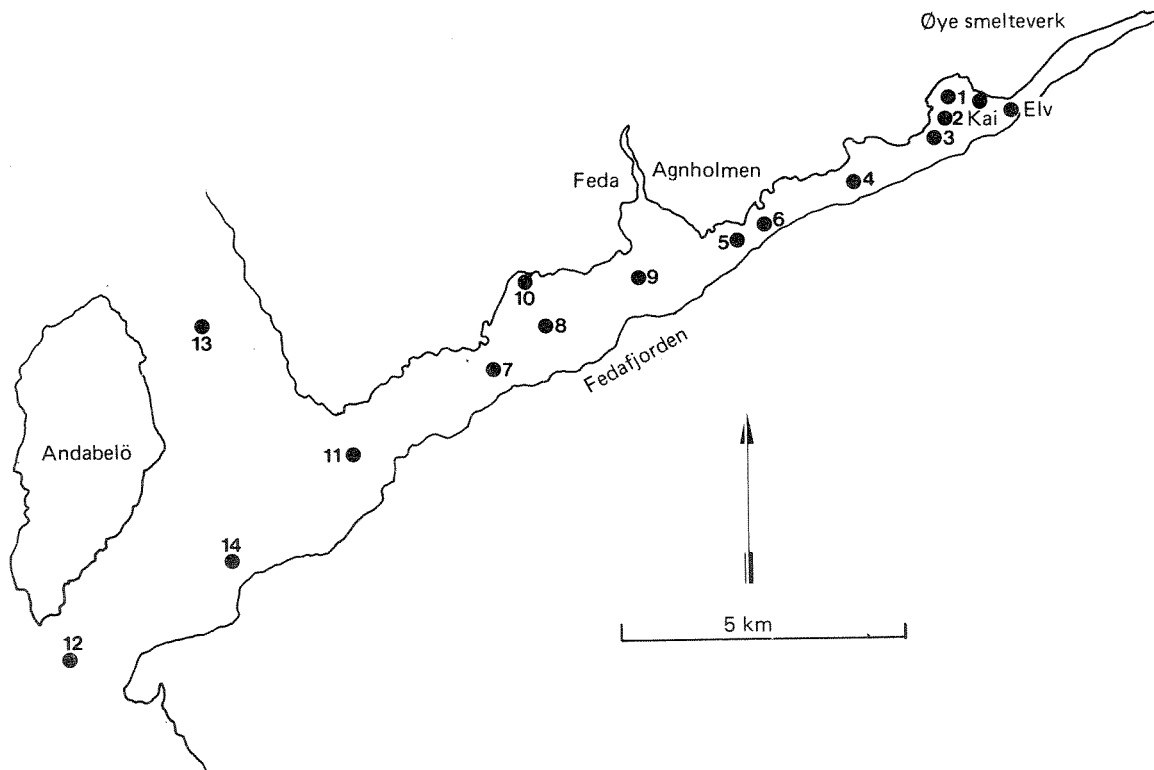 Øye smelteverk
1
2
Kai
Elv
3
4
Feda
Agnholmen
6
5
9
10
8
13
7
Fedafjorden
Andabelö
11
14
12
5 km